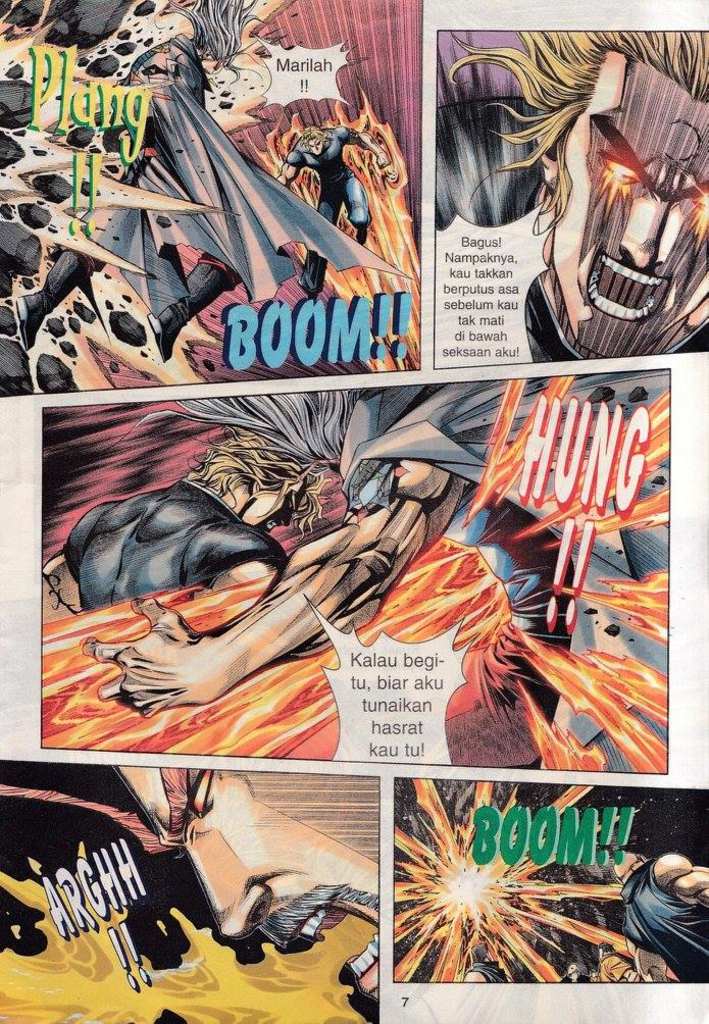 Plang
!!
Marilah
!!
BOOM!!
Bagus!
Nampaknya,
kau takkan
berputus asa
sebelum kau
tak mati
di bawah
seksaan aku!
HUNG
!!
Kalau begi-
tu, biar aku
tunaikan
hasrat
kau tu!
ARGHH
!!
BOOM!!
7